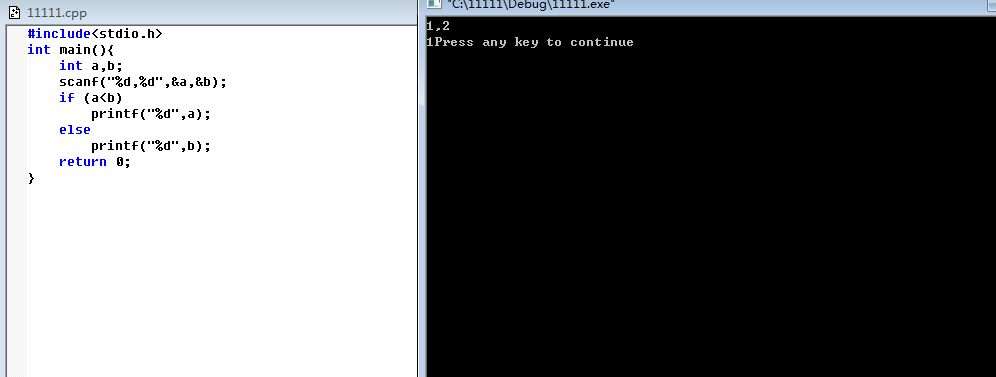 11111.cpp
#include<stdio.h>
int main(){
    int a,b;
    scanf("%d,%d",&a,&b);
    if (a<b)
        printf("%d",a);
    else
        printf("%d",b);
    return 0;
}
"C:\11111\Debug\11111.exe"
1,2
1Press any key to continue